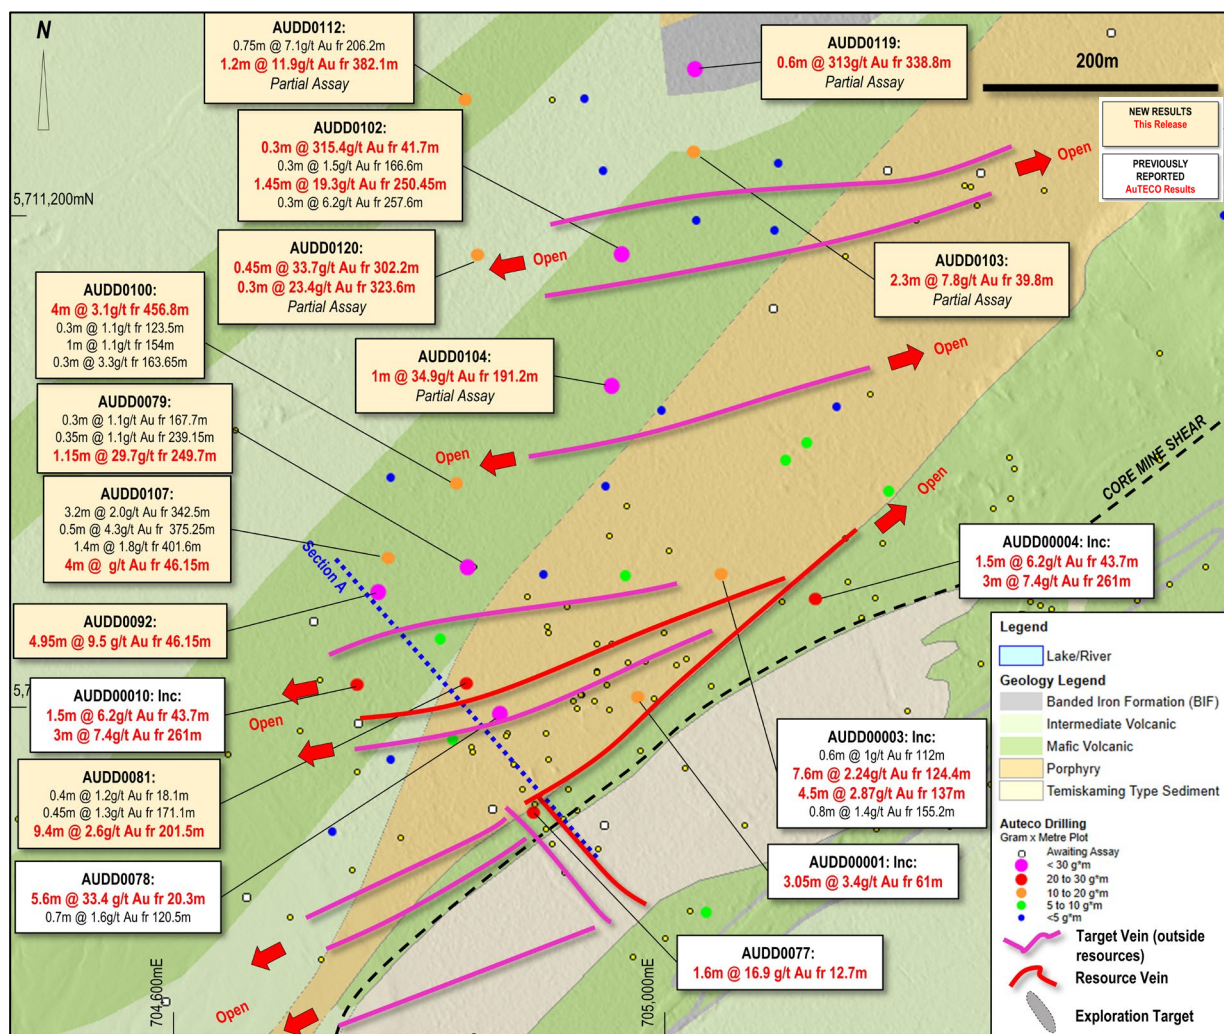 N
AUDD0112:
0.75m @ 7.1g/t Au fr 206.2m
1.2m @ 11.9g/t Au fr 382.1m
Partial Assay
AUDD0119:
0.6m @ 313g/t Au fr 338.8m
Partial Assay
200m
NEW RESULTS
This Release
PREVIOUSLY
REPORTED
AuTECO Results
AUDD0102:
0.3m @ 315.4g/t Au fr 41.7m
0.3m @ 1.5g/t Au fr 166.6m
1.45m @ 19.3g/t Au fr 250.45m
0.3m @ 6.2g/t Au fr 257.6m
Open
5,711,200mN
AUDD0120:
0.45m @ 33.7g/t Au fr 302.2m
0.3m @ 23.4g/t Au fr 323.6m
Partial Assay
Open
AUDD0103:
2.3m @ 7.8g/t Au fr 39.8m
Partial Assay
AUDD0100:
4m @ 3.1g/t fr 456.8m
0.3m @ 1.1g/t fr 123.5m
1m @ 1.1g/t fr 154m
0.3m @ 3.3g/t fr 163.65m
AUDD0104:
1m @ 34.9g/t Au fr 191.2m
Partial Assay
Open
AUDD0079:
0.3m @ 1.1g/t Au fr 167.7m
0.35m @ 1.1g/t Au fr 239.15m
1.15m @ 29.7g/t Au fr 249.7m
Open
CORE MINE SHEAR
Open
AUDD0107:
3.2m @ 2.0g/t Au fr 342.5m
0.5m @ 4.3g/t Au fr 375.25m
1.4m @ 1.8g/t fr 401.6m
4m @ g/t Au fr 46.15m
Section A
AUDD00004: Inc:
1.5m @ 6.2g/t Au fr 43.7m
3m @ 7.4g/t Au fr 261m
AUDD0092:
4.95m @ 9.5 g/t Au fr 46.15m
5,7
AUDD00010: Inc:
1.5m @ 6.2g/t Au fr 43.7m
3m @ 7.4g/t Au fr 261m
Open
AUDD0081:
0.4m @ 1.2g/t Au fr 18.1m
0.45m @ 1.3g/t Au fr 171.1m
9.4m @ 2.6g/t Au fr 201.5m
AUDD00003: Inc:
0.6m @ 1g/t Au fr 112m
7.6m @ 2.24g/t Au fr 124.4m
4.5m @ 2.87g/t Au fr 137m
0.8m @ 1.4g/t Au fr 155.2m
AUDD0078:
5.6m @ 33.4 g/t Au fr 20.3m
0.7m @ 1.6g/t Au fr 120.5m
AUDD00001: Inc:
3.05m @ 3.4g/t Au fr 61m
AUDD0077:
1.6m @ 16.9 g/t Au fr 12.7m
Open
704,600mE
705,000mE
Legend
Lake/River
Geology Legend
Banded Iron Formation (BIF)
Intermediate Volcanic
Mafic Volcanic
Porphyry
Temiskaming Type Sediment
Auteco Drilling
Gram x Metre Plot
Awaiting Assay
< 30 g*m
20 to 30 g*m
10 to 20 g*m
5 to 10 g*m
<5 g*m
Target Vein (outside
resources)
Resource Vein
Exploration Target